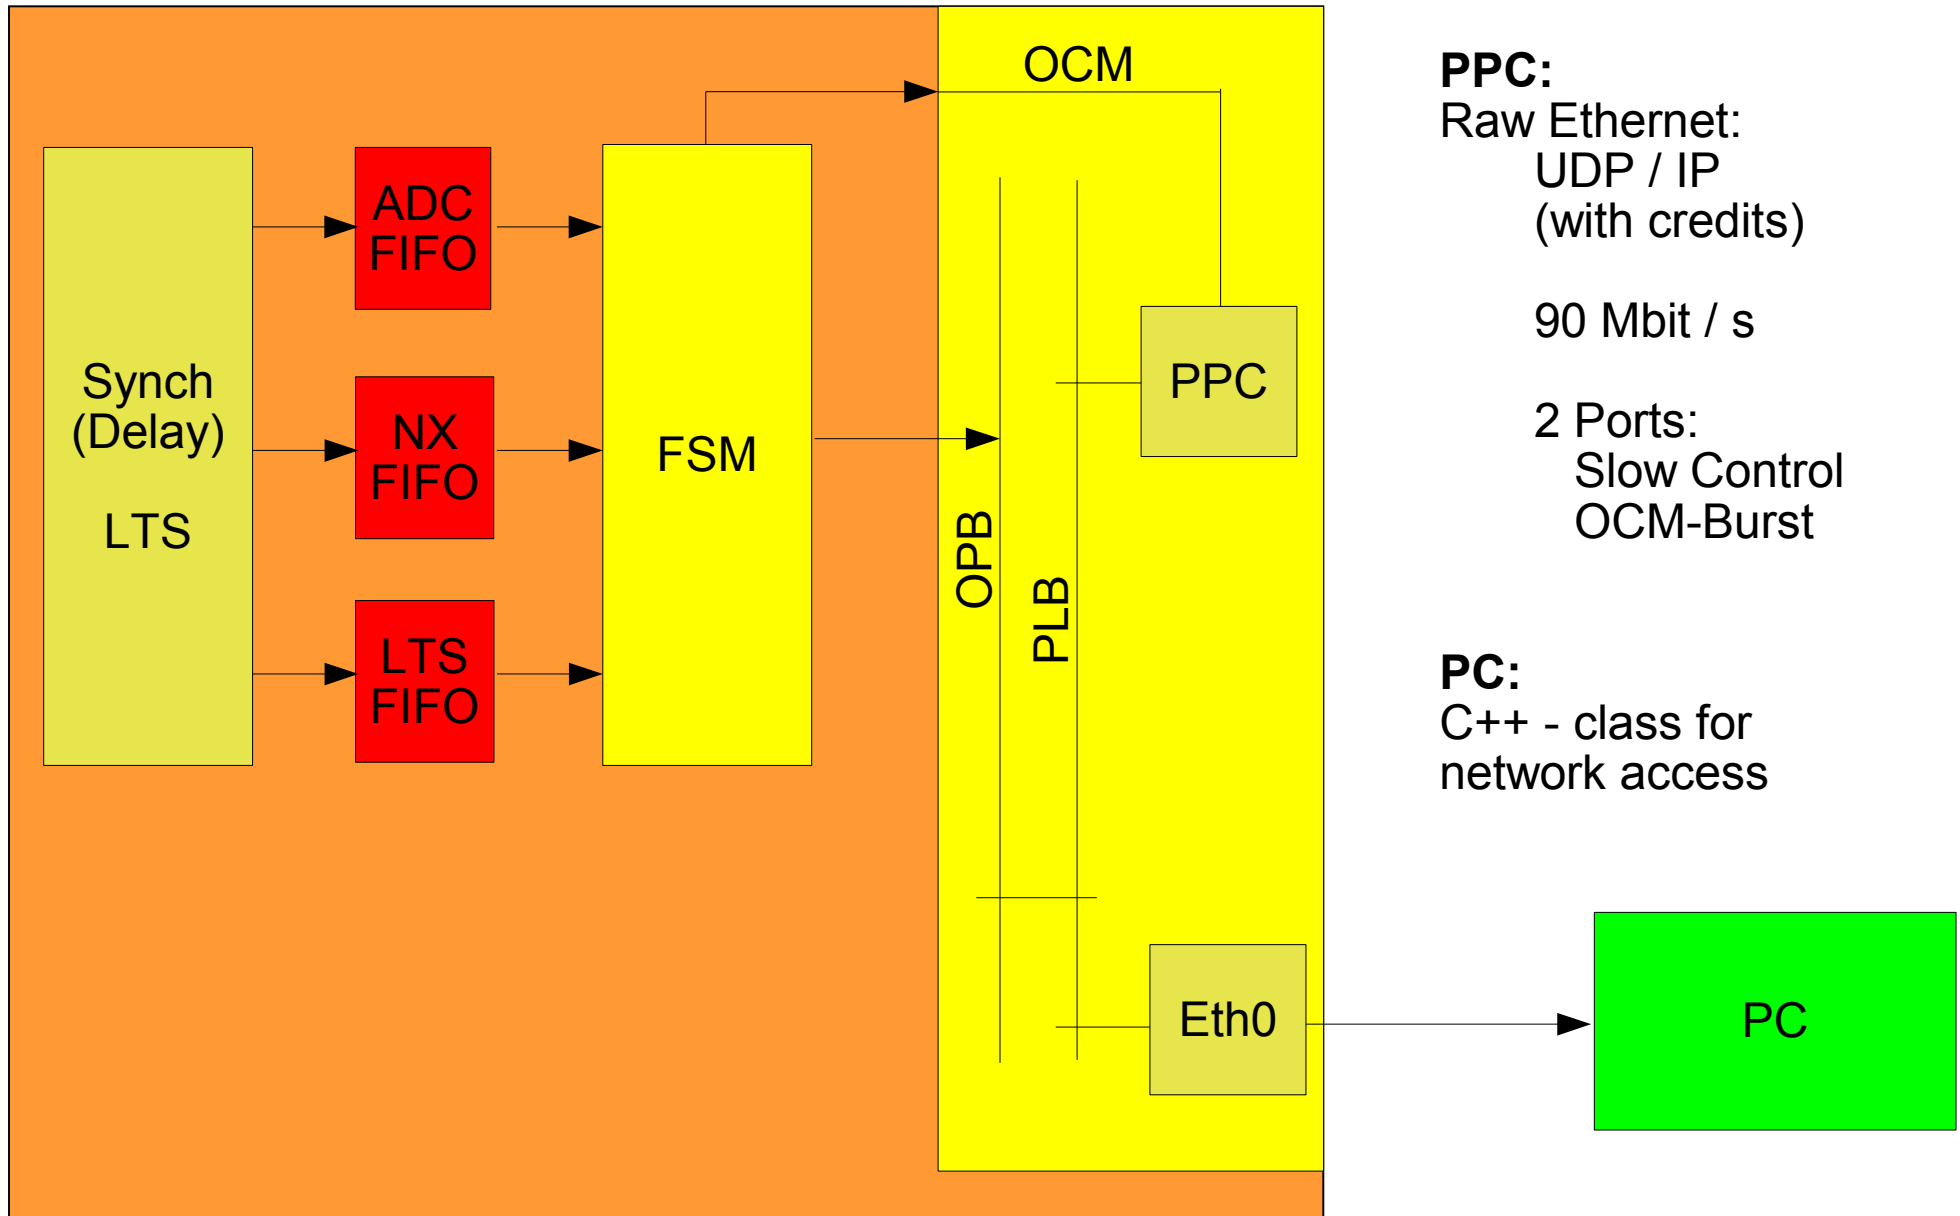 OCM
ADC
FIFO
Synch
(Delay)
LTS
NX
FIFO
LTS
FIFO
FSM
OPB
PLB
PPC
Eth0
PC
PPC:
Raw Ethernet:
UDP / IP
(with credits)
90 Mbit / s
2 Ports:
Slow Control
OCM-Burst
PC:
C++ - class for
network access